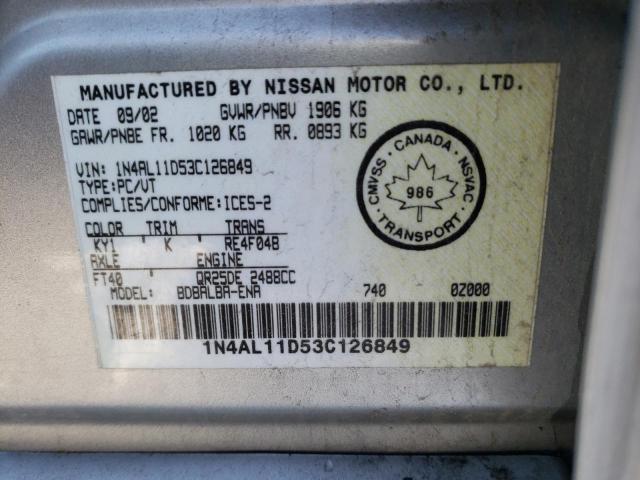 MANUFACTURED BY NISSAN MOTOR CO., LTD.
DATE 09/02 GVWR/PNBV 1906 KG
GAWR/PNBE FR. 1020 KG RR. 0893 KG
VIN: 1N4AL11D53C126849
TYPE:PC/VT
COMPLIES/CONFORME:ICES-2
CMVSS · CANADA · NSVAC · TRANSPORT ·
986
COLOR TRIM TRANS
KY1 ' K ' RE4F04B
AXLE ENGINE
FT40 QR25DE 2488CC
MODEL: BDBALBA-ENA 740 0Z000
1N4AL11D53C126849